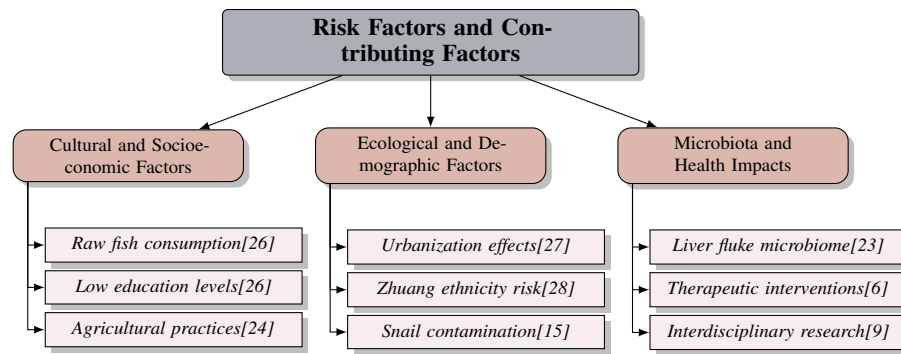 Risk Factors and Con-
tributing Factors
Cultural and Socioe-
conomic Factors
Raw fish consumption[26]
Low education levels[26]
Agricultural practices[24]
Ecological and De-
mographic Factors
Urbanization effects[27]
Zhuang ethnicity risk[28]
Snail contamination[15]
Microbiota and
Health Impacts
Liver fluke microbiome[23]
Therapeutic interventions[6]
Interdisciplinary research[9]